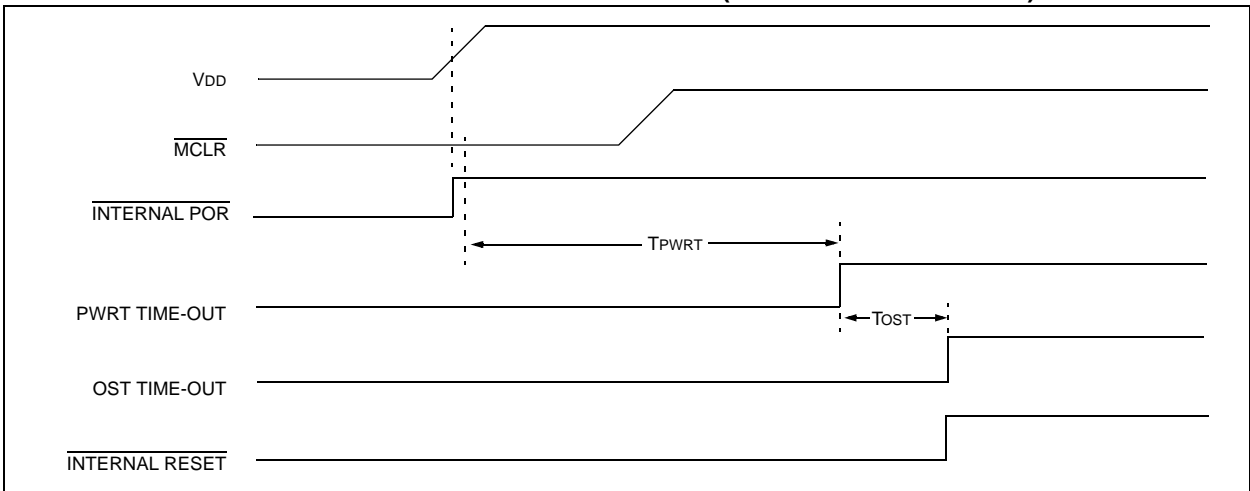 VDD
MCLR
INTERNAL POR
TPWRT
PWRT TIME-OUT
TOST
OST TIME-OUT
INTERNAL RESET